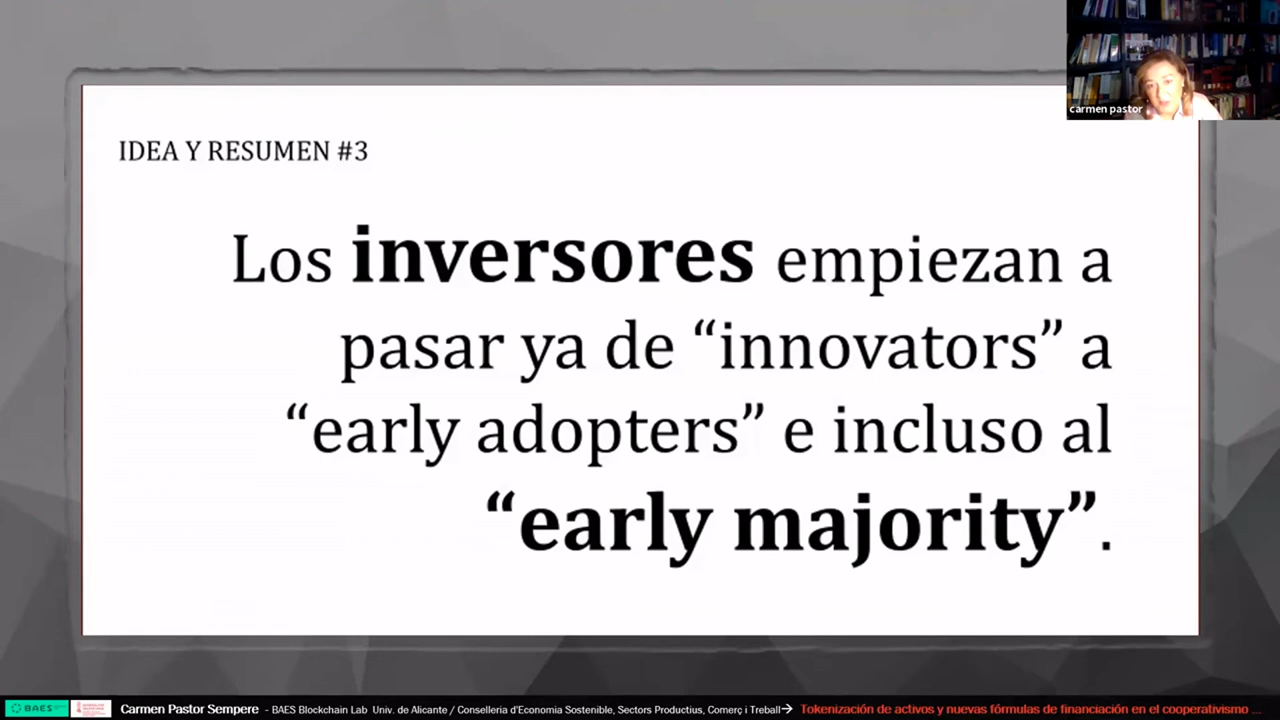 carmen pastor
IDEA Y RESUMEN #3
Los inversores empiezan a
pasar ya de “innovators” a
“early adopters” e incluso al
“early majority”.
BAES
Carmen Pastor Sempere - BAES Blockchain Lab Univ. de Alicante / Conselleria d'Economia Sostenible, Sectors Productius, Comerç i Treball→ Tokenización de activos y nuevas fórmulas de financiación en el cooperativismo ...